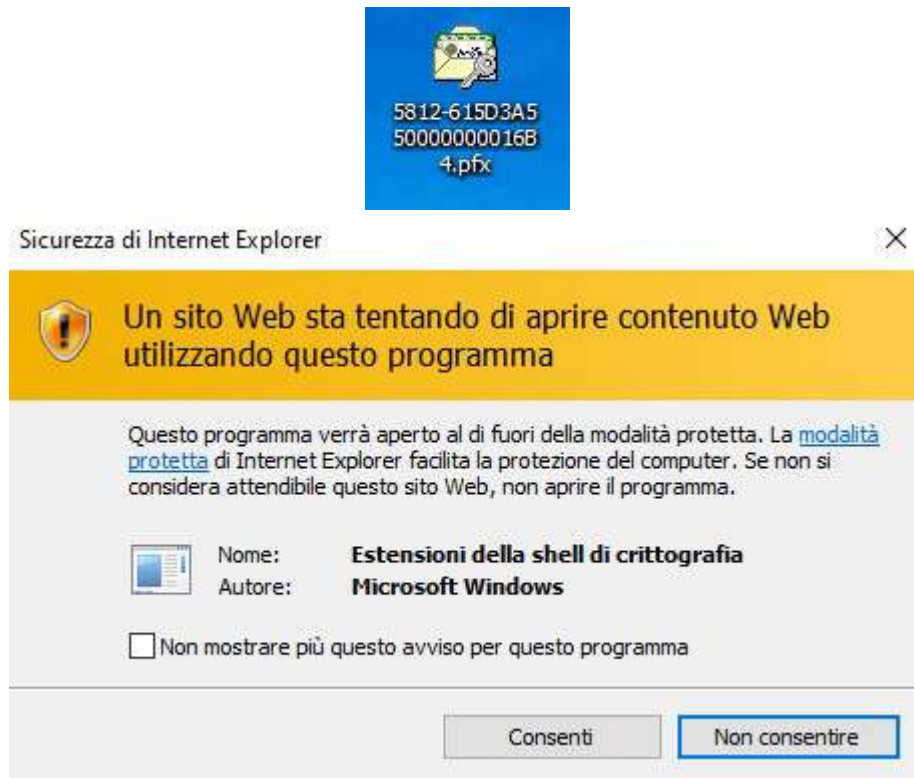 5812-615D3A5
50000000016B
4.pfx
Sicurezza di Internet Explorer
Un sito Web sta tentando di aprire contenuto Web
utilizzando questo programma
Questo programma verrà aperto al di fuori della modalità protetta. La modalità
protetta di Internet Explorer facilita la protezione del computer. Se non si
considera attendibile questo sito Web, non aprire il programma.
Nome: Estensioni della shell di crittografia
Autore: Microsoft Windows
Non mostrare più questo avviso per questo programma
Consenti Non consentire